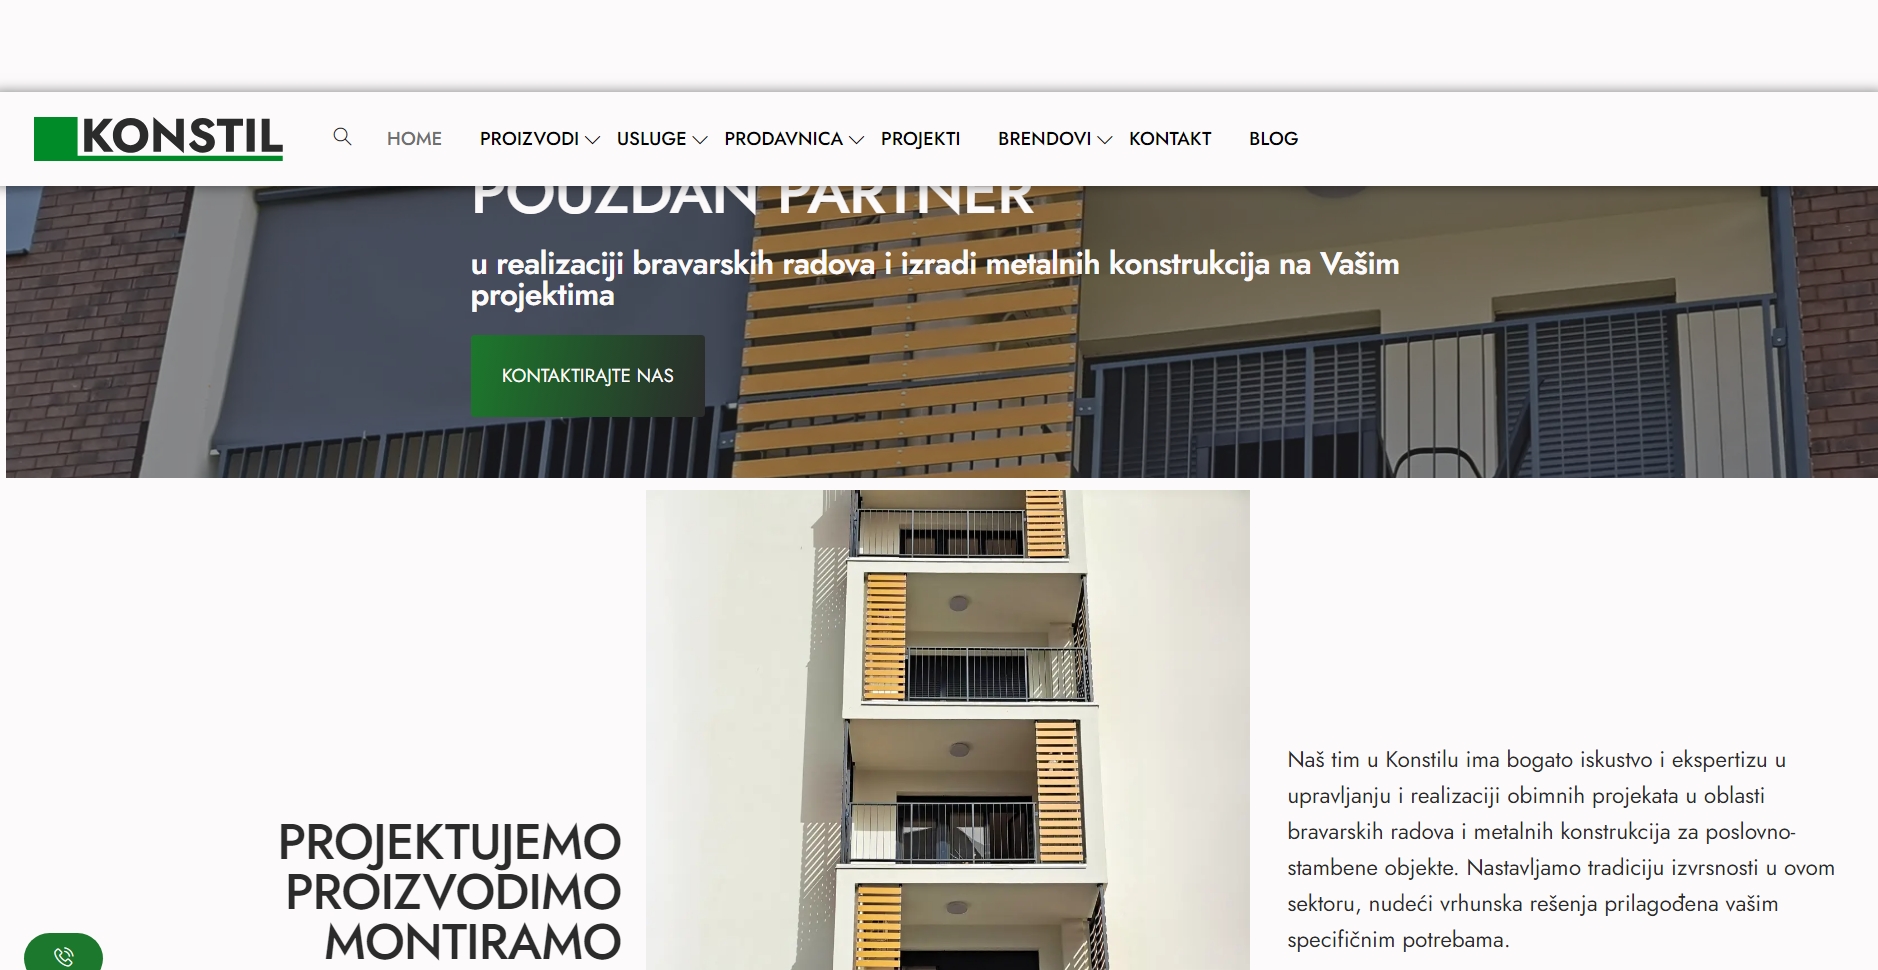 KONSTIL
HOME PROIZVODI USLUGE PRODAVNICA PROJEKTI BRENDOVI KONTAKT BLOG
POUZDAN PARTNER
u realizaciji bravarskih radova i izradi metalnih konstrukcija na Vašim
projektima
KONTAKTIRAJTE NAS
PROJEKTUJEMO
PROIZVODIMO
MONTIRAMO
Naš tim u Konstilu ima bogato iskustvo i ekspertizu u
upravljanju i realizaciji obimnih projekata u oblasti
bravarskih radova i metalnih konstrukcija za poslovno-
stambene objekte. Nastavljamo tradiciju izvrsnosti u ovom
sektoru, nudeći vrhunska rešenja prilagođena vašim
specifičnim potrebama.